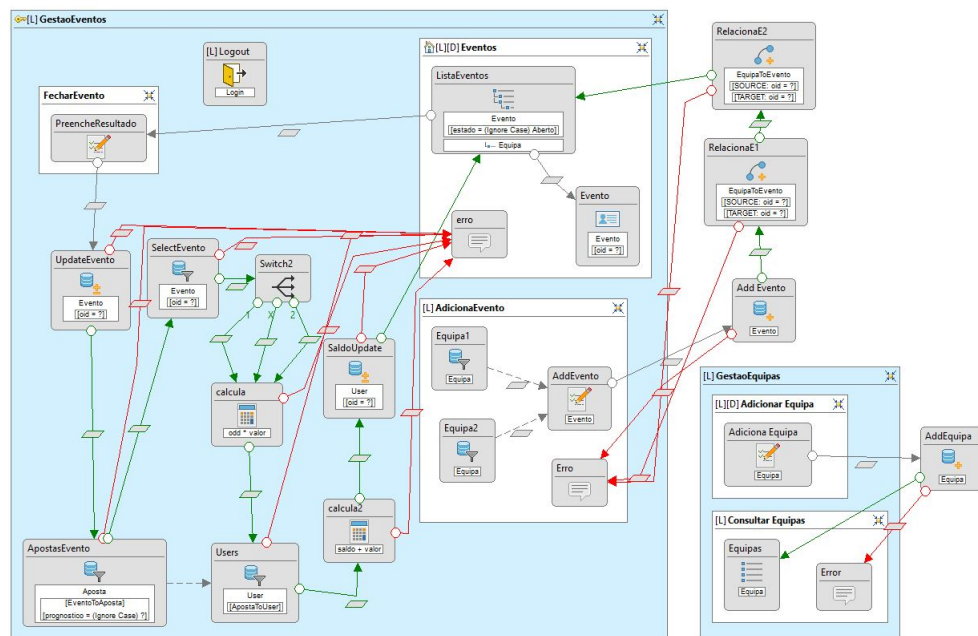 [L] GestaoEventos
[L] Logout
Login
FecharEvento
PreencheResultado
[L][D] Eventos
ListaEventos
Evento
[estado = (Ignore Case) Aberto]
Equipa
Evento
Evento
[oid = ?]
erro
RelacionaE2
EquipaToEvento
[SOURCE: oid = ?]
[TARGET: oid = ?]
RelacionaE1
EquipaToEvento
[SOURCE: oid = ?]
[TARGET: oid = ?]
UpdateEvento
Evento
[oid = ?]
SelectEvento
Evento
[oid = ?]
Switch2
1 X 2
Add Evento
Evento
[L] AdicionaEvento
Equipa1
Equipa
AddEvento
Evento
Equipa2
Equipa
Erro
SaldoUpdate
User
[oid = ?]
calcula
odd * valor
calcula2
saldo + valor
ApostasEvento
Aposta
[EventoToAposta]
[prognostico = (Ignore Case) ?]
Users
User
[ApostaToUser]
[L] GestaoEquipas
[L][D] Adicionar Equipa
Adiciona Equipa
AddEquipa
Equipa
[L] Consultar Equipas
Equipas
Equipa
Error